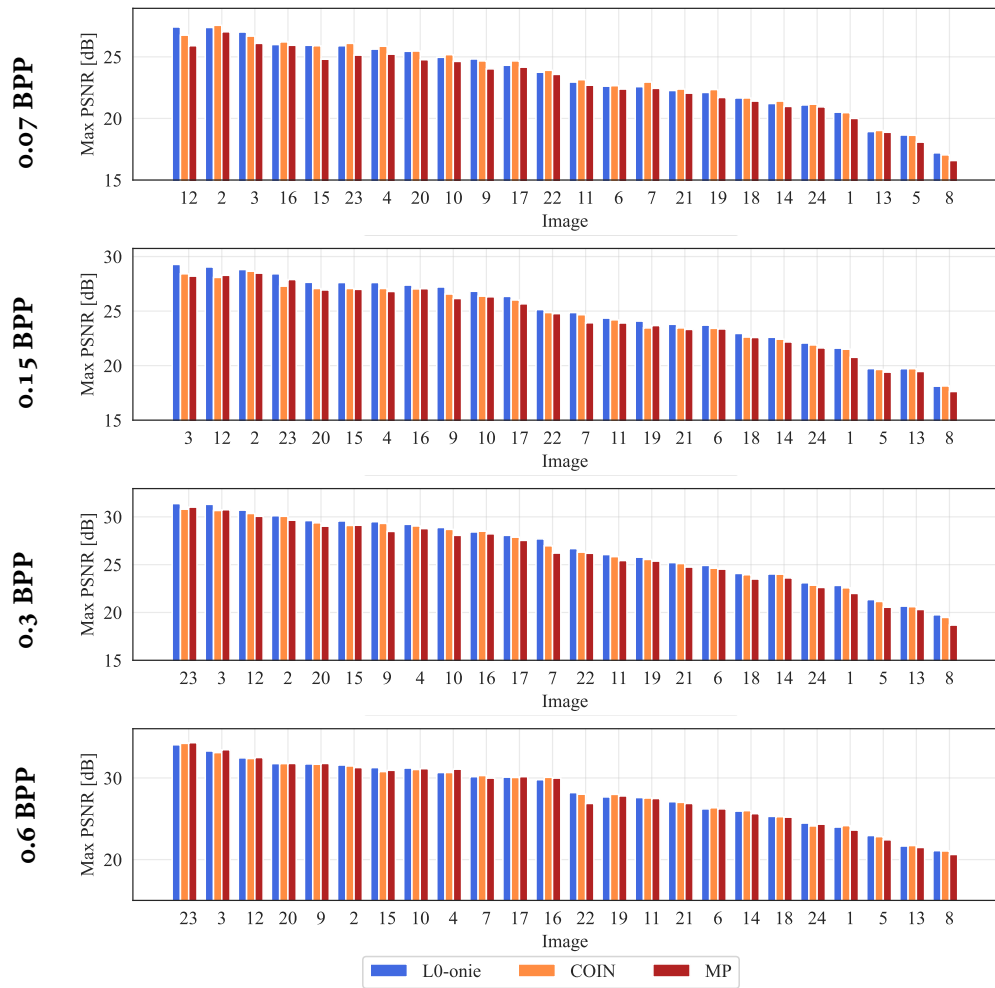 0.07 BPP
Max PSNR [dB]
25
20
15
12 2 3 16 15 23 4 20 10 9 17 22 11 6 7 21 19 18 14 24 1 13 5 8
Image
0.15 BPP
Max PSNR [dB]
30
25
20
15
3 12 2 23 20 15 4 16 9 10 17 22 7 11 19 21 6 18 14 24 1 5 13 8
Image
0.3 BPP
Max PSNR [dB]
30
25
20
15
23 3 12 2 20 15 9 4 10 16 17 7 22 11 19 21 6 18 14 24 1 5 13 8
Image
0.6 BPP
Max PSNR [dB]
30
20
23 3 12 20 9 2 15 10 4 7 17 16 22 19 11 21 6 14 18 24 1 5 13 8
Image
L0-onie COIN MP